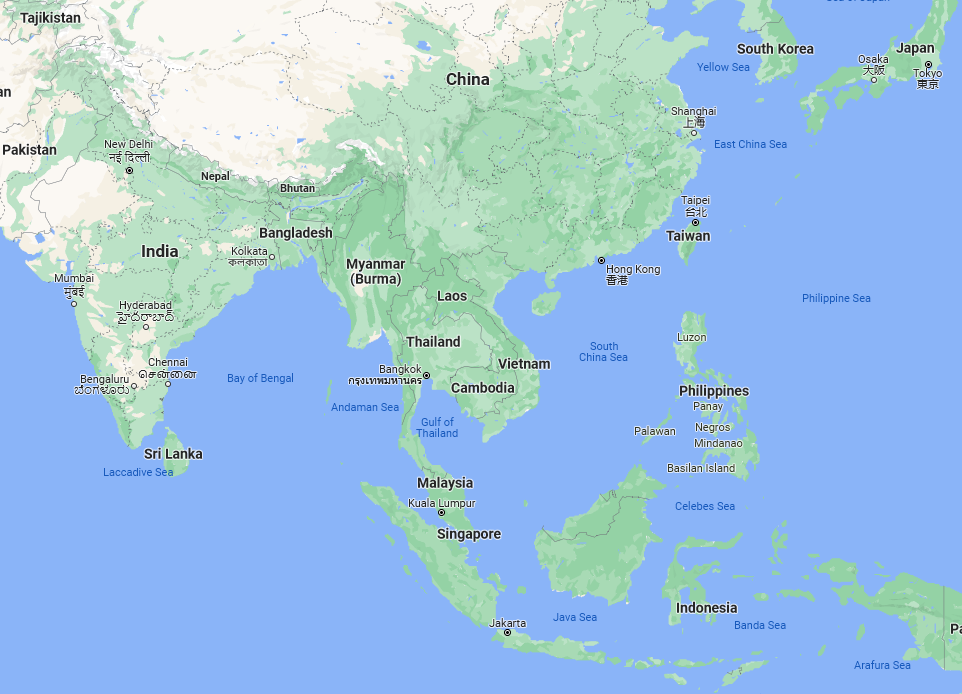 Sea of Japan
Tajikistan
South Korea
Japan
Osaka
大阪
Tokyo
東京
Yellow Sea
China
an
Shanghai
上海
Pakistan
New Delhi
नई दिल्ली
East China Sea
Nepal
Bhutan
Taipei
台北
Bangladesh
Taiwan
India
Kolkata
কলকাতা
Myanmar
(Burma)
Hong Kong
香港
Mumbai
मुंबई
Laos
Philippine Sea
Hyderabad
హైదరాబాద్
Luzon
Thailand
South
China Sea
Vietnam
Chennai
சென்னை
Bangkok
กรุงเทพมหานคร
Bengaluru
ಬೆಂಗಳೂರು
Bay of Bengal
Cambodia
Philippines
Andaman Sea
Panay
Gulf of
Thailand
Palawan
Negros
Mindanao
Sri Lanka
Laccadive Sea
Basilan Island
Malaysia
Kuala Lumpur
Celebes Sea
Singapore
Indonesia
Jakarta
Java Sea
Banda Sea
Pa
Arafura Sea